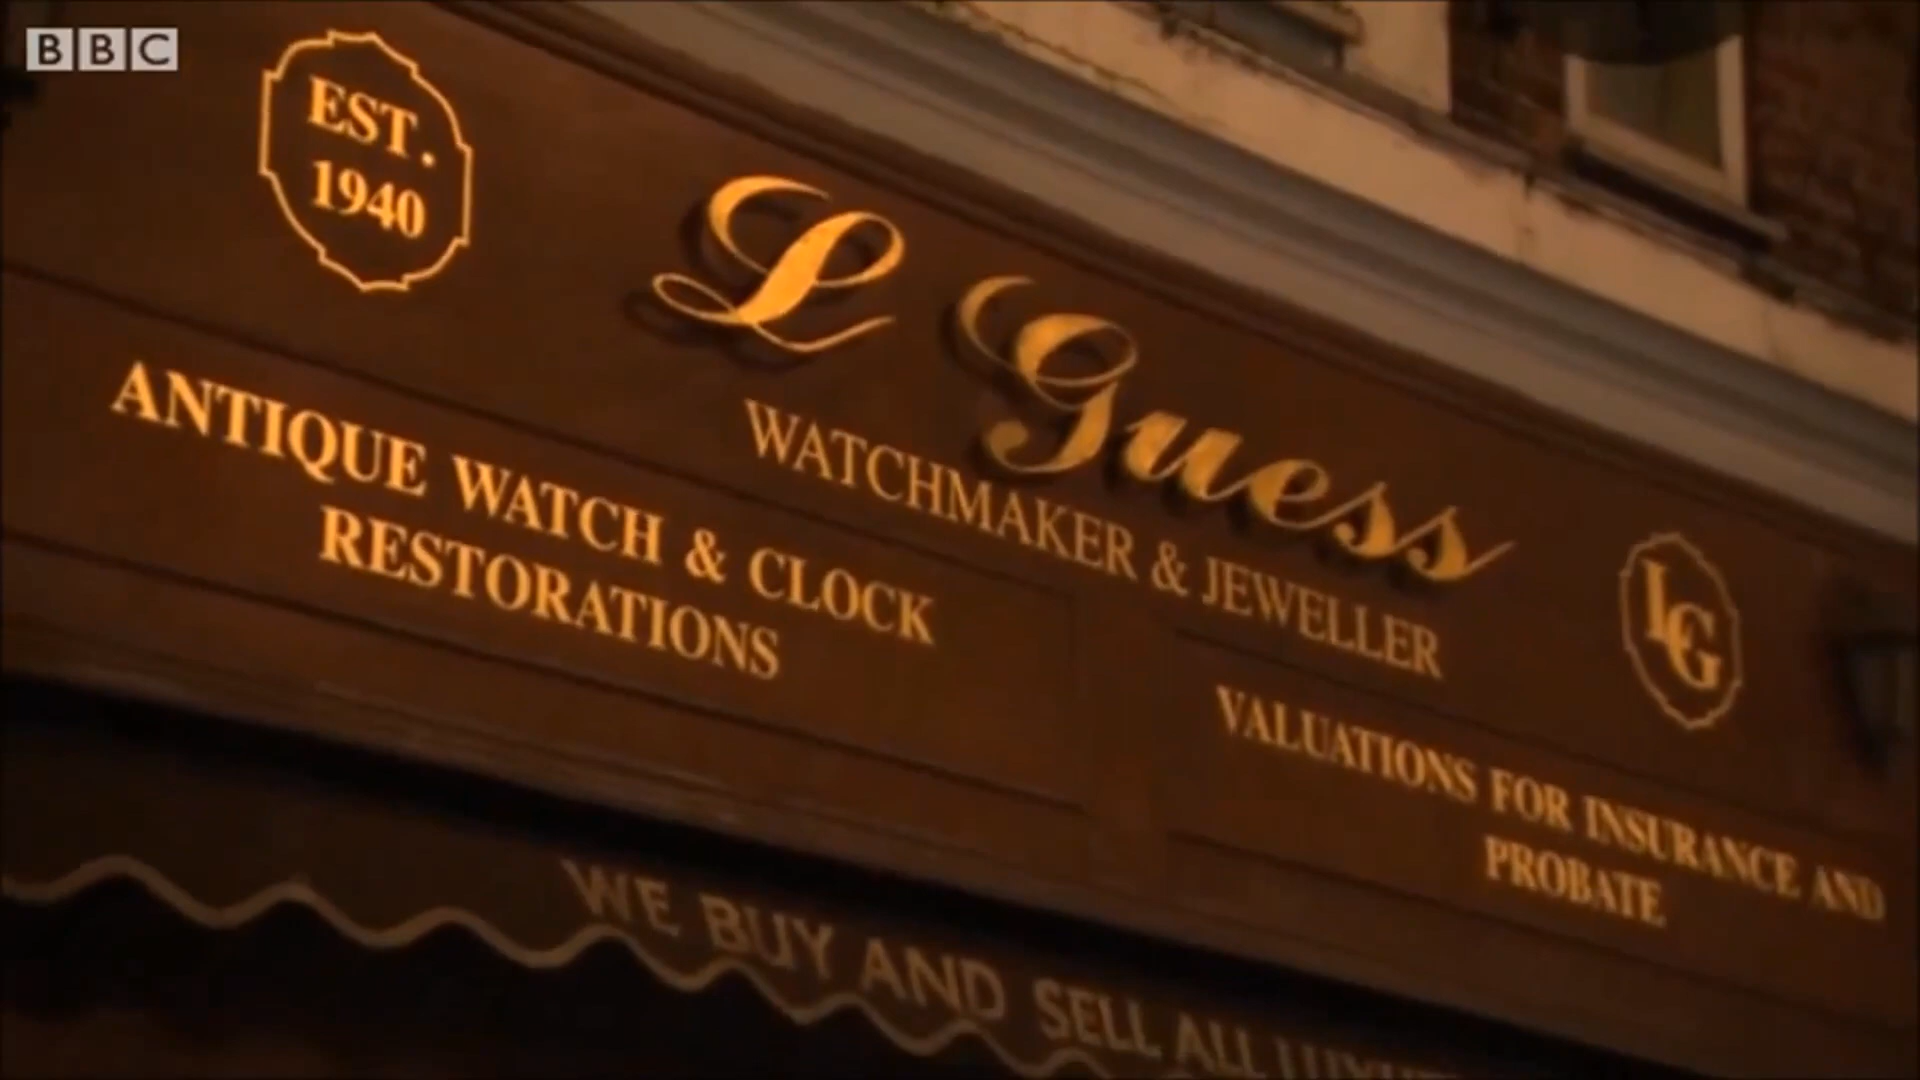 BBC
EST.
1940
L Guess
WATCHMAKER & JEWELLER
LG
ANTIQUE WATCH & CLOCK
RESTORATIONS
VALUATIONS FOR INSURANCE AND
PROBATE
WE BUY AND SELL ALL